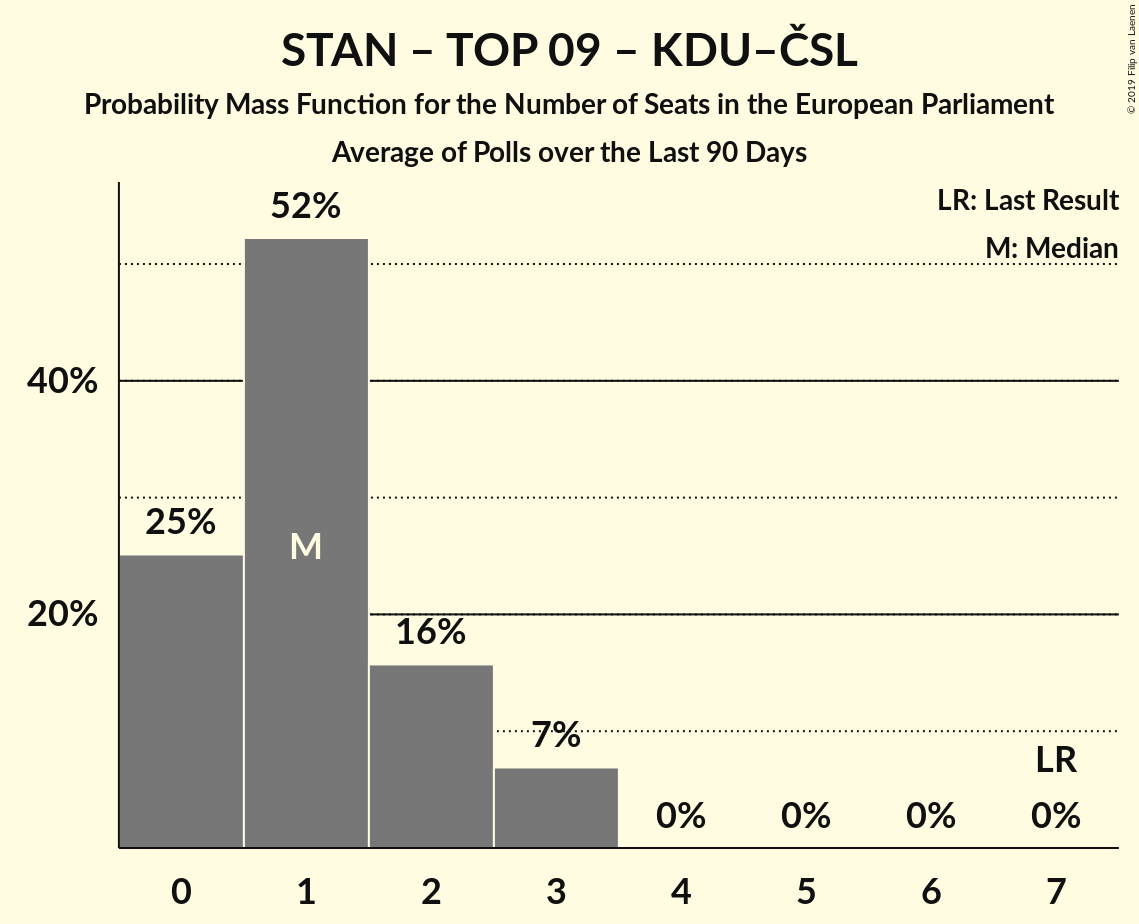 STAN – TOP 09 – KDU–ČSL
Probability Mass Function for the Number of Seats in the European Parliament
Average of Polls over the Last 90 Days
© 2019 Filip van Laenen
LR: Last Result
M: Median
52%
40%
25%
M
20%
16%
7%
LR
0%
0%
0%
0%
0
1
2
3
4
5
6
7